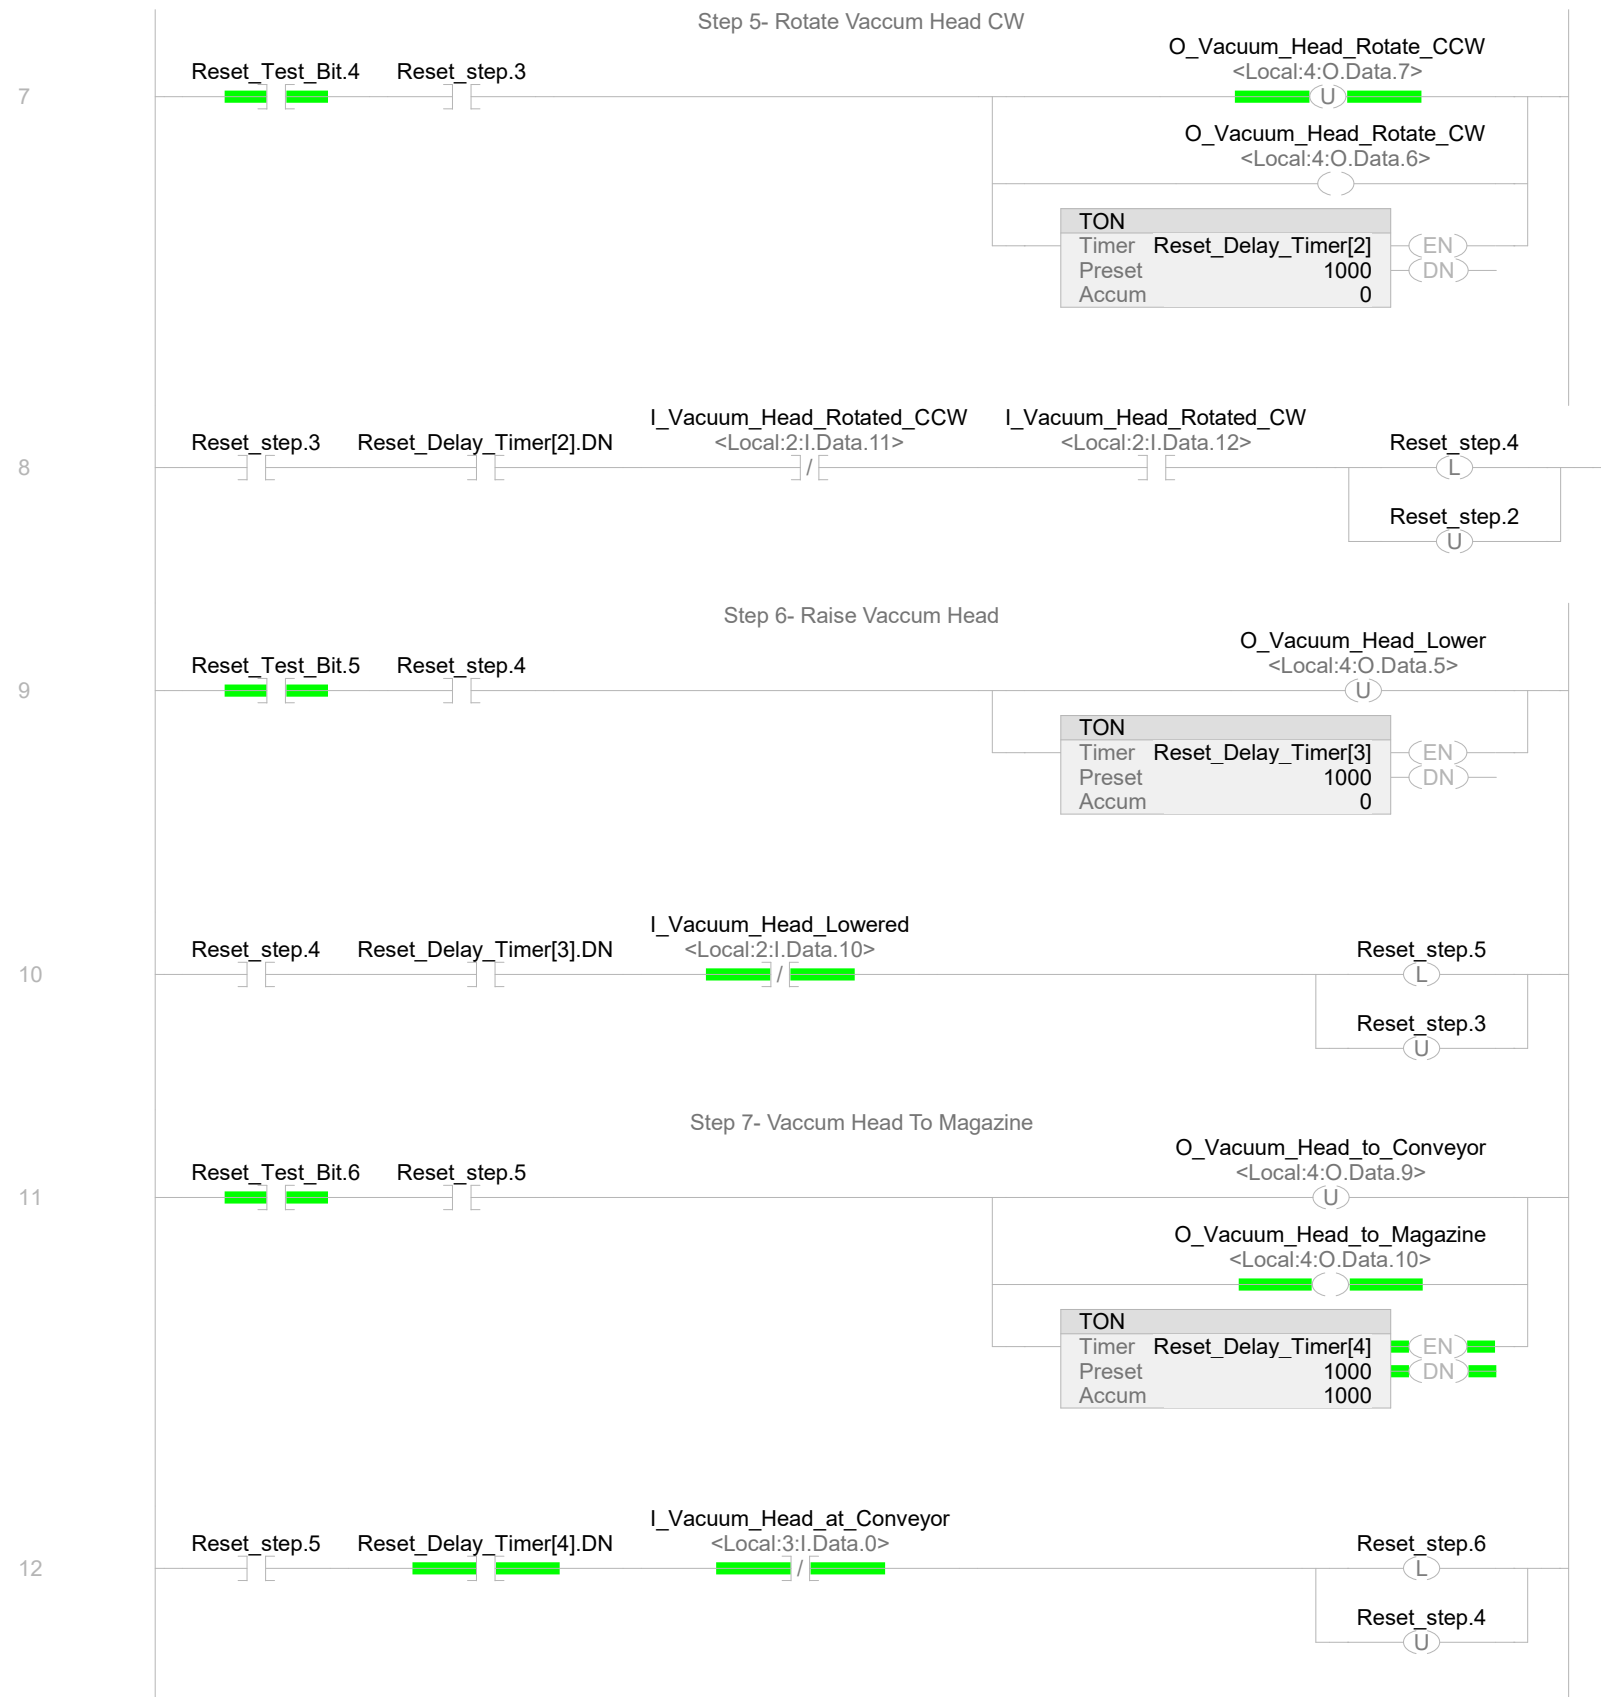 Step 5- Rotate Vaccum Head CW
O_Vacuum_Head_Rotate_CCW
Reset_Test_Bit.4 Reset_step.3 <Local:4:O.Data.7>
7 U
O_Vacuum_Head_Rotate_CW
<Local:4:O.Data.6>
TON
Timer Reset_Delay_Timer[2] EN
Preset 1000 DN
Accum 0
I_Vacuum_Head_Rotated_CCW I_Vacuum_Head_Rotated_CW
Reset_step.3 Reset_Delay_Timer[2].DN <Local:2:I.Data.11> <Local:2:I.Data.12> Reset_step.4
8 / L
Reset_step.2
U
Step 6- Raise Vaccum Head
O_Vacuum_Head_Lower
Reset_Test_Bit.5 Reset_step.4 <Local:4:O.Data.5>
9 U
TON
Timer Reset_Delay_Timer[3] EN
Preset 1000 DN
Accum 0
I_Vacuum_Head_Lowered
Reset_step.4 Reset_Delay_Timer[3].DN <Local:2:I.Data.10> Reset_step.5
10 / L
Reset_step.3
U
Step 7- Vaccum Head To Magazine
O_Vacuum_Head_to_Conveyor
Reset_Test_Bit.6 Reset_step.5 <Local:4:O.Data.9>
11 U
O_Vacuum_Head_to_Magazine
<Local:4:O.Data.10>
TON
Timer Reset_Delay_Timer[4] EN
Preset 1000 DN
Accum 1000
I_Vacuum_Head_at_Conveyor
Reset_step.5 Reset_Delay_Timer[4].DN <Local:3:I.Data.0> Reset_step.6
12 / L
Reset_step.4
U